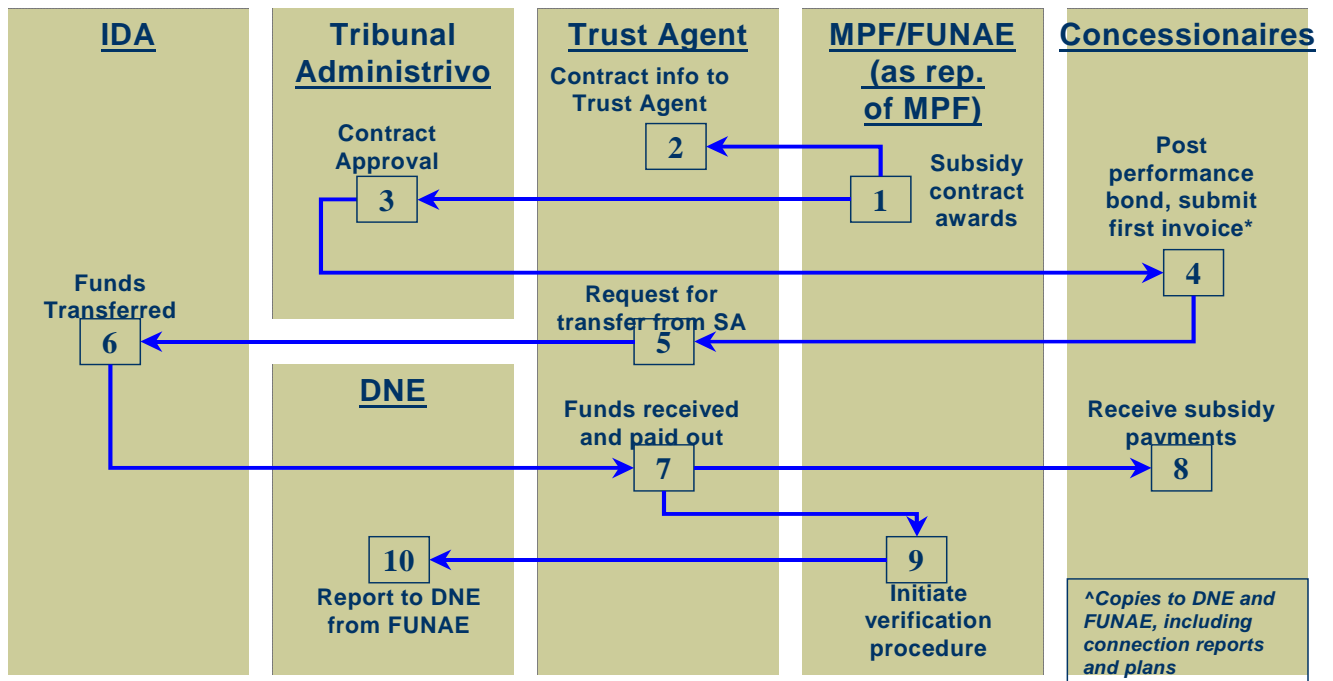 IDA
Tribunal
Administrivo
Trust Agent
MPF/FUNAE
(as rep.
of MPF)
Concessionaires
Contract info to
Trust Agent
2
Contract
Approval
3
1
Subsidy
contract
awards
Post
performance
bond, submit
first invoice*
4
Funds
Transferred
6
Request for
transfer from SA
5
DNE
Funds received
and paid out
7
Receive subsidy
payments
8
10
Report to DNE
from FUNAE
9
Initiate
verification
procedure
^Copies to DNE and
FUNAE, including
connection reports
and plans